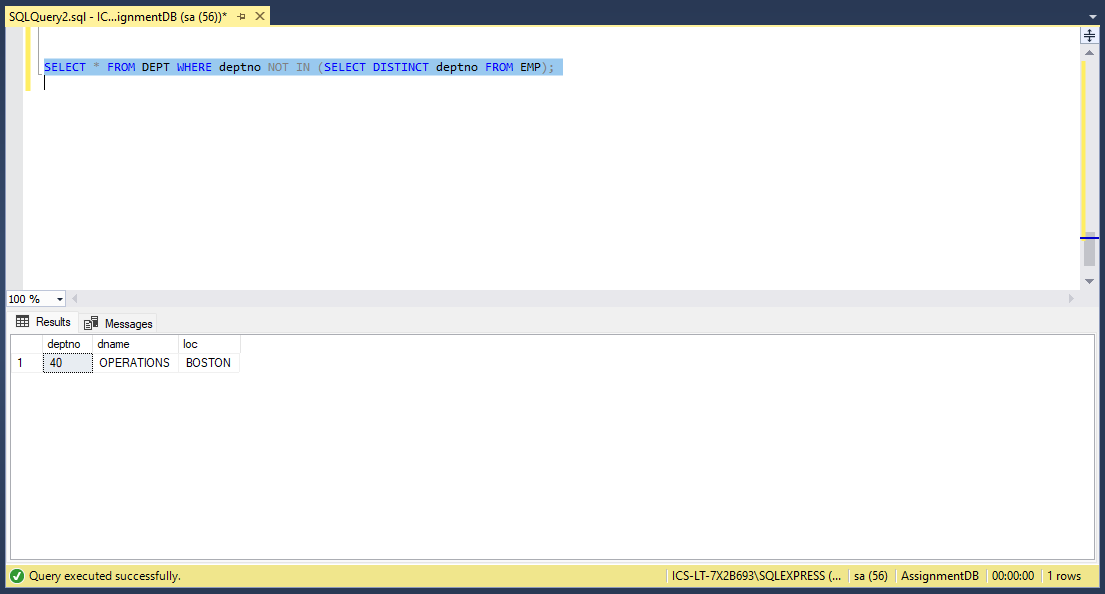 SQLQuery2.sql - IC...ignmentDB (sa (56))*
SELECT * FROM DEPT WHERE deptno NOT IN (SELECT DISTINCT deptno FROM EMP);
100 %
Results Messages
deptno dname loc
1 40 OPERATIONS BOSTON
Query executed successfully. ICS-LT-7X2B693\SQLEXPRESS (... sa (56) AssignmentDB 00:00:00 1 rows